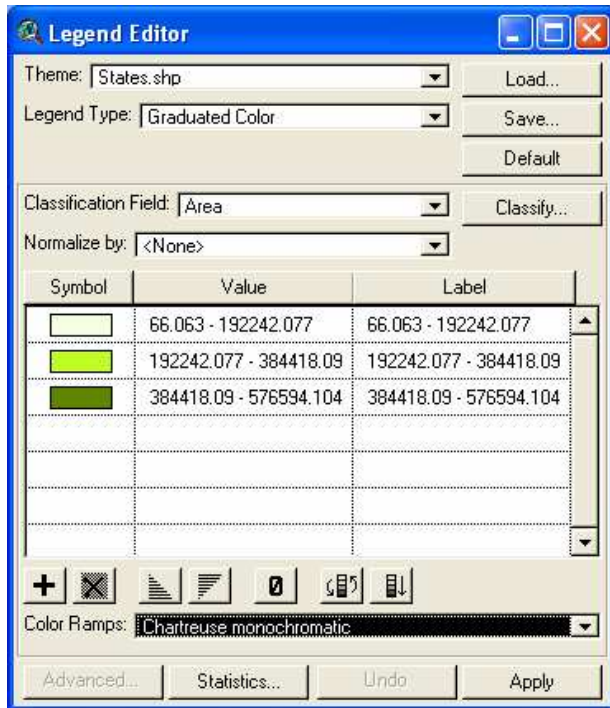 Legend Editor
Theme: States.shp
Load...
Legend Type: Graduated Color
Save...
Default
Classification Field: Area
Classify...
Normalize by: <None>
Symbol Value Label
66.063 - 192242.077 66.063 - 192242.077
192242.077 - 384418.09 192242.077 - 384418.09
384418.09 - 576594.104 384418.09 - 576594.104
0
Color Ramps: Chartreuse monochromatic
Advanced... Statistics... Undo Apply